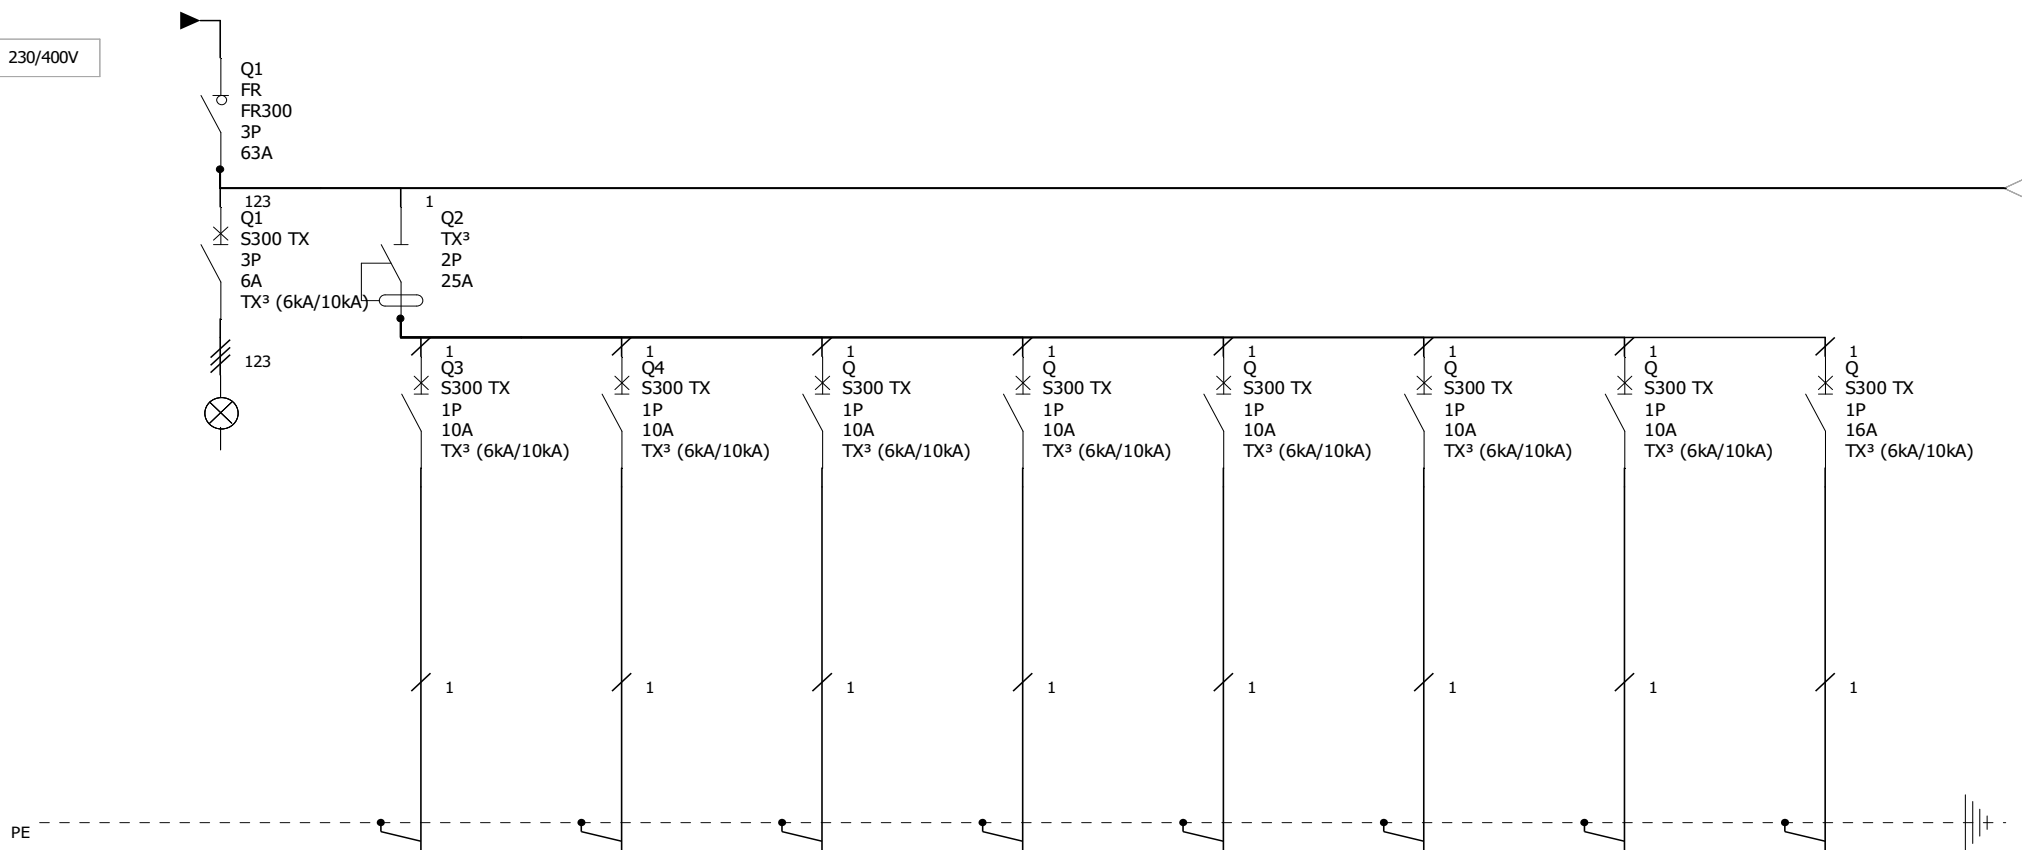 230/400V
Q1
FR
FR300
3P
63A
123
Q1
S300 TX
3P
6A
TX³ (6kA/10kA)
123
1
Q2
TX³
2P
25A
1
Q3
S300 TX
1P
10A
TX³ (6kA/10kA)
1
1
Q4
S300 TX
1P
10A
TX³ (6kA/10kA)
1
1
Q
S300 TX
1P
10A
TX³ (6kA/10kA)
1
1
Q
S300 TX
1P
10A
TX³ (6kA/10kA)
1
1
Q
S300 TX
1P
10A
TX³ (6kA/10kA)
1
1
Q
S300 TX
1P
10A
TX³ (6kA/10kA)
1
1
Q
S300 TX
1P
10A
TX³ (6kA/10kA)
1
1
Q
S300 TX
1P
16A
TX³ (6kA/10kA)
1
PE